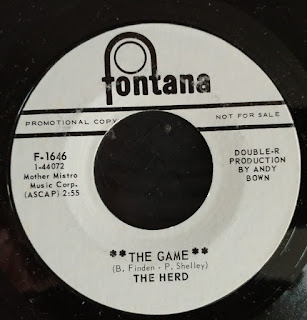 fontana
PROMOTIONAL COPY
NOT FOR SALE
F-1646
1-46072
Mother Mistro
Music Corp.
(ASCAP) 2:55
DOUBLE-R
PRODUCTION
BY ANDY
BOWN
**THE GAME**
(B. Finden - P. Shelley)
THE HERD